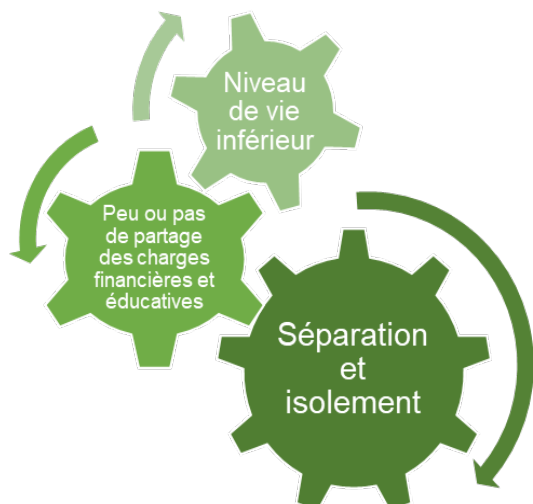 Niveau
de vie
inférieur
Peu ou pas
de partage
des charges
financières et
éducatives
Séparation
et
isolement